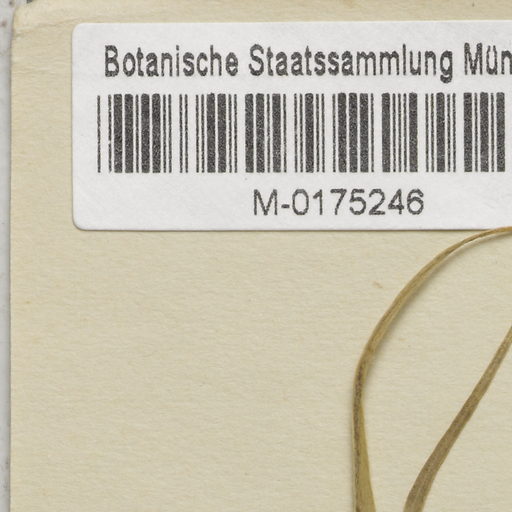 Botanische Staatssammlung Mün
M-0175246